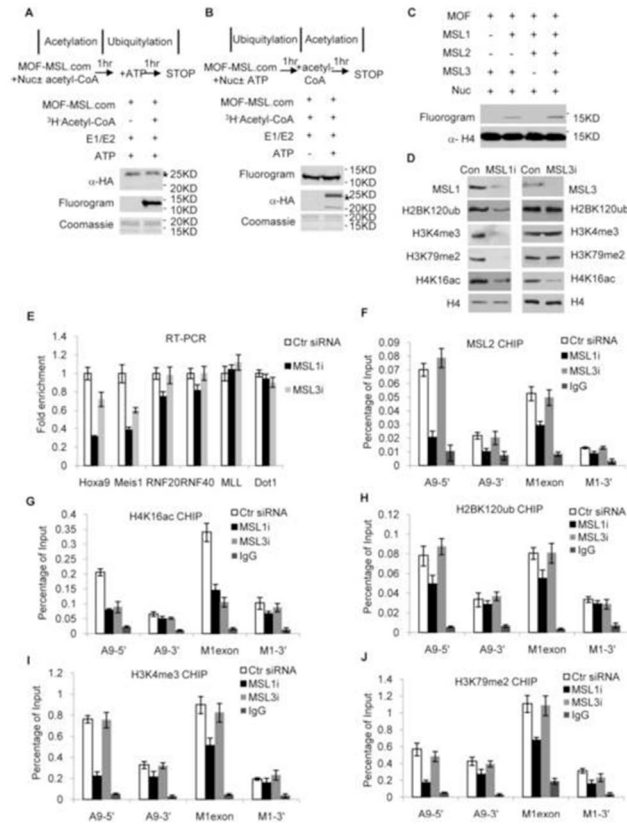 A
Acetylation Ubiquitylation
1hr 1hr
MOF-MSL.com +ATP STOP
+Nuc± acetyl-CoA
MOF-MSL.com + +
³H Acetyl-CoA - +
E1/E2 + +
ATP + +
α-HA 25KD
20KD
Fluorogram 15KD
10KD
Coomassie 20KD
15KD
B
Ubiquitylation Acetylation
1hr 1hr
MOF-MSL.com +acetyl- STOP
+Nuc± ATP CoA
MOF-MSL.com + +
³H Acetyl-CoA + +
E1/E2 + +
ATP - +
Fluorogram 15KD
α-HA 25KD
20KD
Coomassie 20KD
15KD
C
MOF + + + +
MSL1 - + + +
MSL2 - - + +
MSL3 + + - +
Nuc + + + +
Fluorogram 15KD
α- H4 15KD
D
Con MSL1i Con MSL3i
MSL1 MSL3
H2BK120ub H2BK120ub
H3K4me3 H3K4me3
H3K79me2 H3K79me2
H4K16ac H4K16ac
H4 H4
E
RT-PCR
Ctr siRNA
MSL1i
MSL3i
Fold enrichment
1.4
1.2
1
0.8
0.6
0.4
0.2
0
Hoxa9 Meis1 RNF20 RNF40 MLL Dot1
F
MSL2 CHIP
Ctr siRNA
MSL1i
MSL3i
IgG
Percentage of Input
0.09
0.08
0.07
0.06
0.05
0.04
0.03
0.02
0.01
0
A9-5' A9-3' M1exon M1-3'
G
H4K16ac CHIP
Ctr siRNA
MSL1i
MSL3i
IgG
Percentage of Input
0.4
0.35
0.3
0.25
0.2
0.15
0.1
0.05
0
A9-5' A9-3' M1exon M1-3'
H
H2BK120ub CHIP
Ctr siRNA
MSL1i
MSL3i
IgG
Percentage of Input
0.12
0.1
0.08
0.06
0.04
0.02
0
A9-5' A9-3' M1exon M1-3'
I
H3K4me3 CHIP
Ctr siRNA
MSL1i
MSL3i
IgG
Percentage of Input
1.2
1
0.8
0.6
0.4
0.2
0
A9-5' A9-3' M1exon M1-3'
J
H3K79me2 CHIP
Ctr siRNA
MSL1i
MSL3i
IgG
Percentage of Input
1.4
1.2
1
0.8
0.6
0.4
0.2
0
A9-5' A9-3' M1exon M1-3'